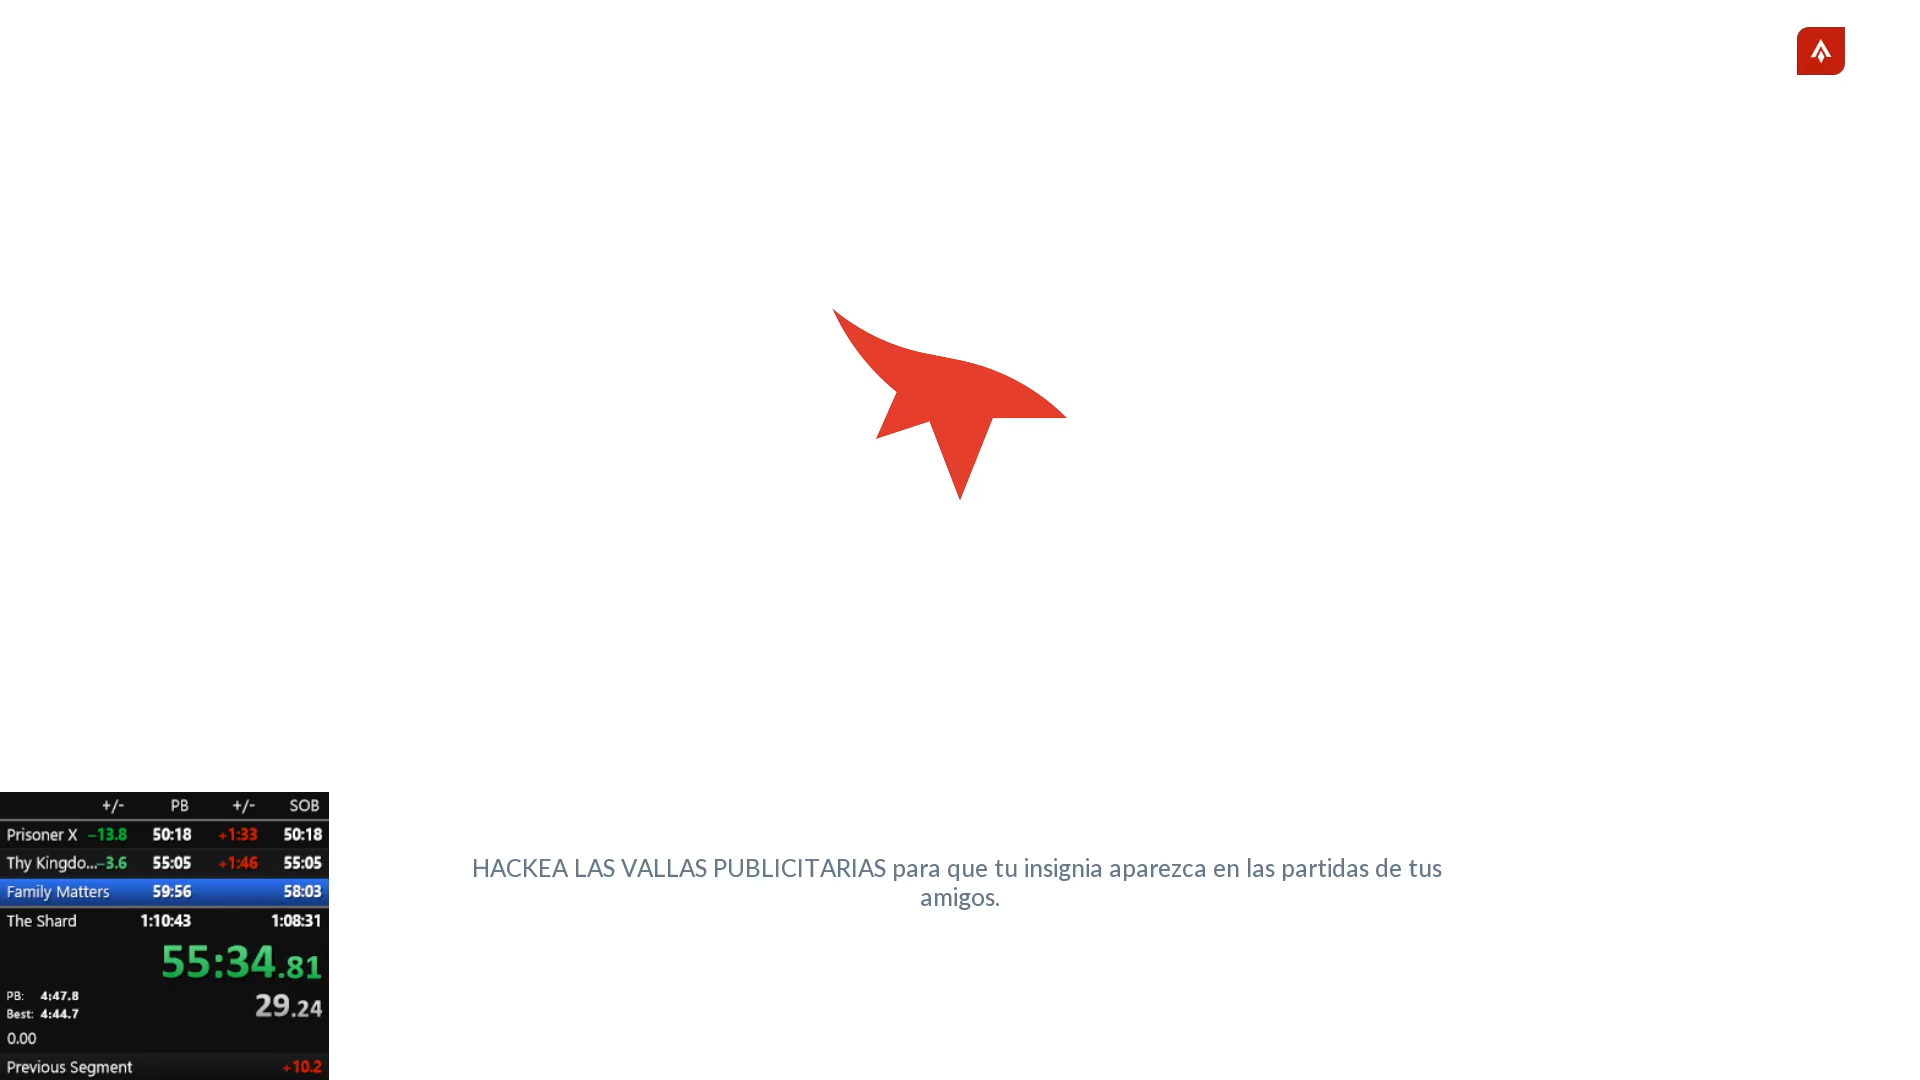 HACKEA LAS VALLAS PUBLICITARIAS para que tu insignia aparezca en las partidas de tus
amigos.
+/- PB +/- SOB
Prisoner X −13.8 50:18 +1:33 50:18
Thy Kingdo...−3.6 55:05 +1:46 55:05
Family Matters 59:56 58:03
The Shard 1:10:43 1:08:31
55:34.81
PB: 4:47.8 29.24
Best: 4:44.7
0.00
Previous Segment +10.2